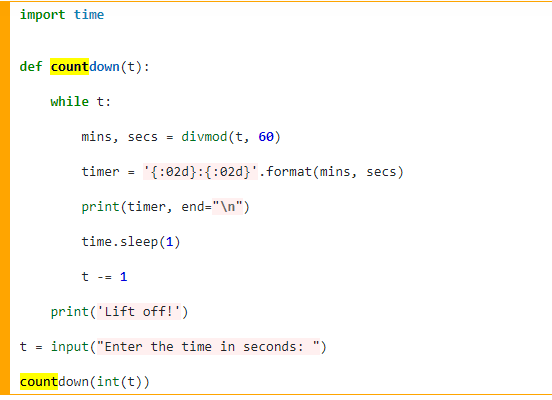 import time
def countdown(t):
while t:
mins, secs = divmod(t, 60)
timer = '{:02d}:{:02d}'.format(mins, secs)
print(timer, end="\n")
time.sleep(1)
t -= 1
print('Lift off!')
t = input("Enter the time in seconds: ")
countdown(int(t))